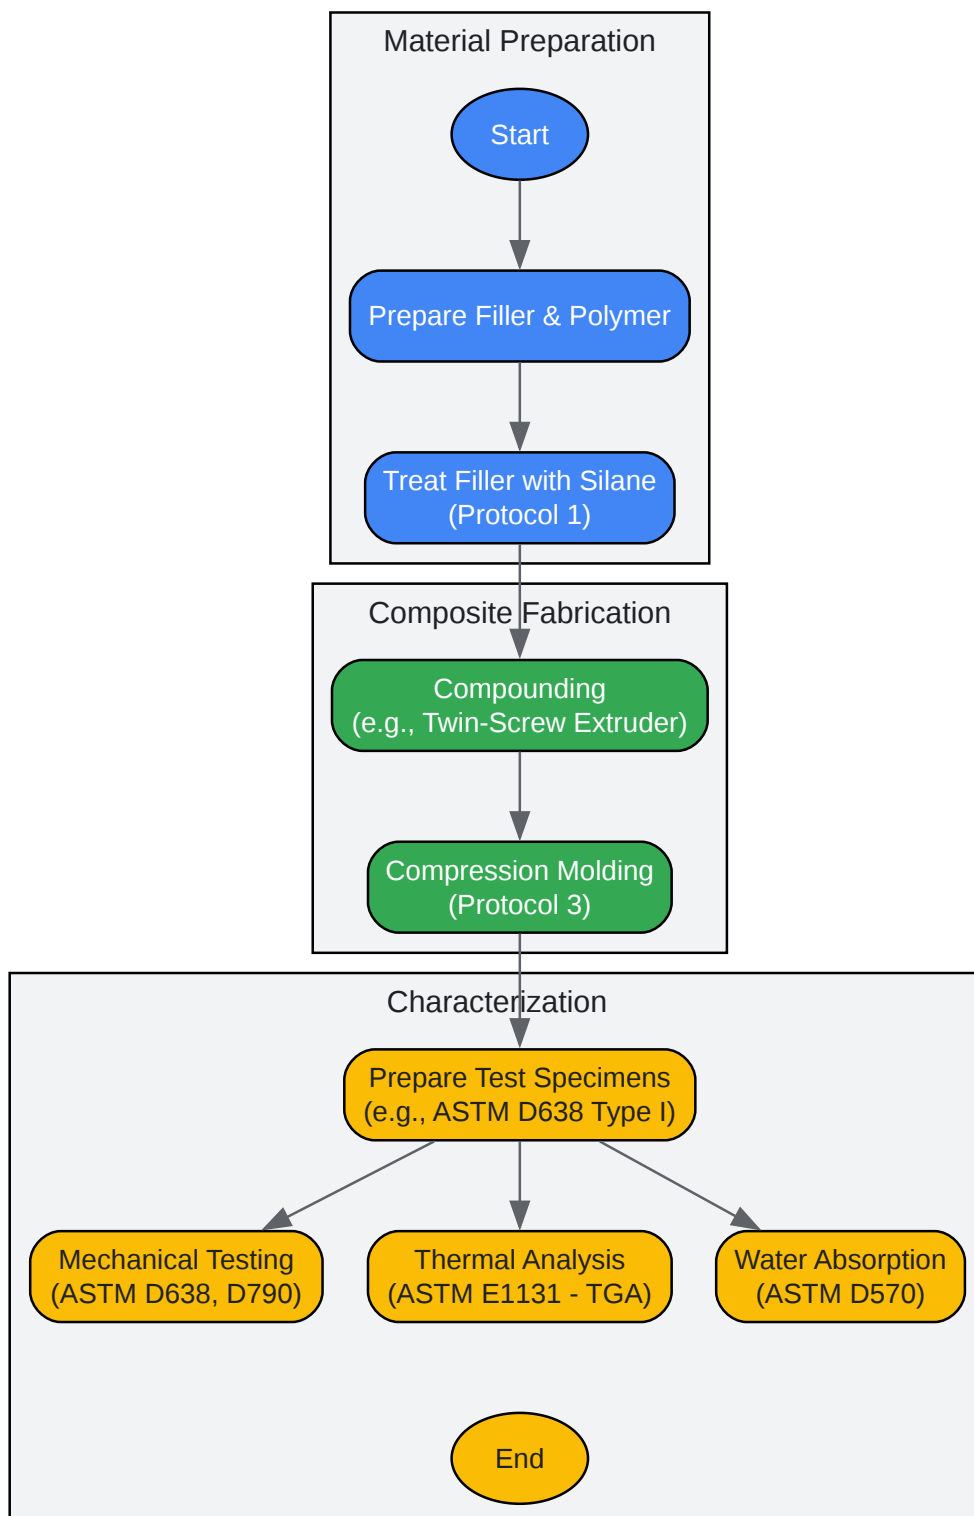 Material Preparation
Start
Prepare Filler & Polymer
Treat Filler with Silane
(Protocol 1)
Composite Fabrication
Compounding
(e.g., Twin-Screw Extruder)
Compression Molding
(Protocol 3)
Characterization
Prepare Test Specimens
(e.g., ASTM D638 Type I)
Mechanical Testing
(ASTM D638, D790)
Thermal Analysis
(ASTM E1131 - TGA)
Water Absorption
(ASTM D570)
End